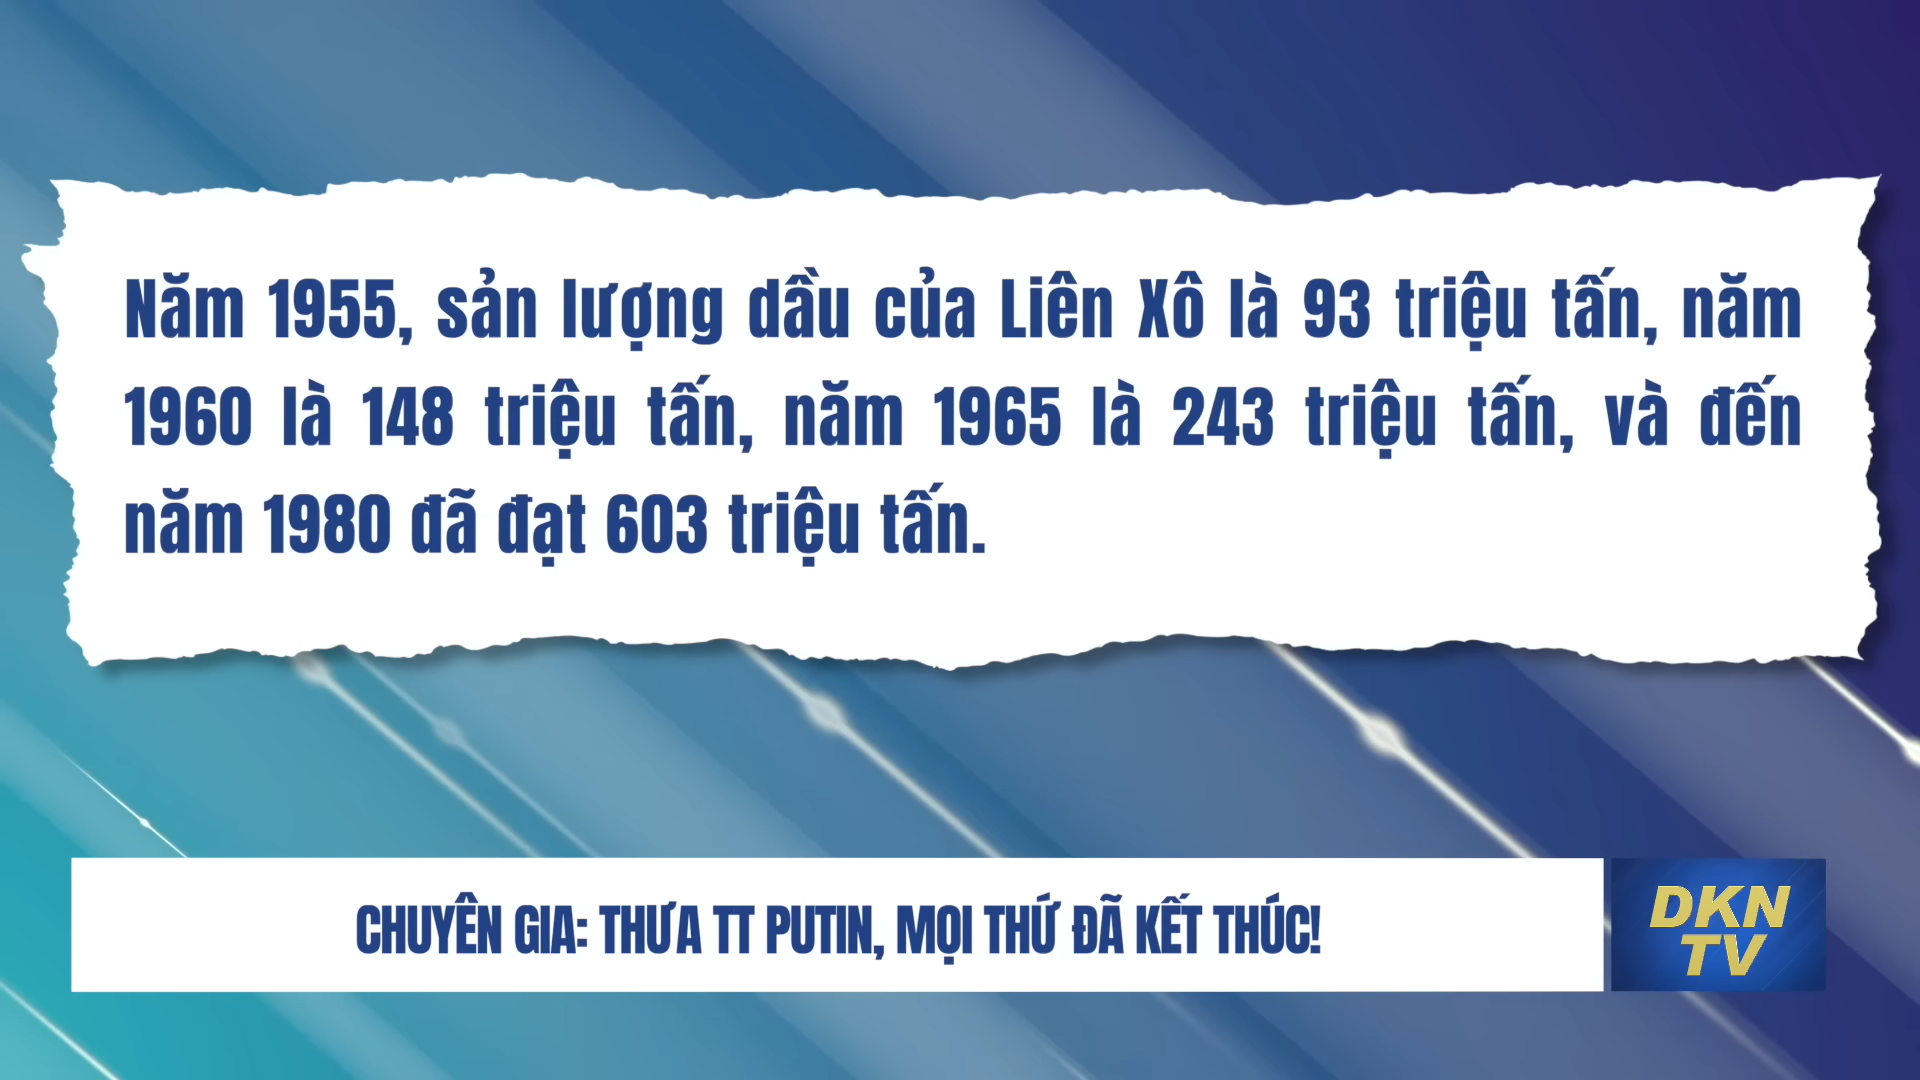 Năm 1955, sản lượng dầu của Liên Xô là 93 triệu tấn, năm
1960 là 148 triệu tấn, năm 1965 là 243 triệu tấn, và đến
năm 1980 đã đạt 603 triệu tấn.
CHUYÊN GIA: THƯA TT PUTIN, MỌI THỨ ĐÃ KẾT THÚC!
DKN
TV